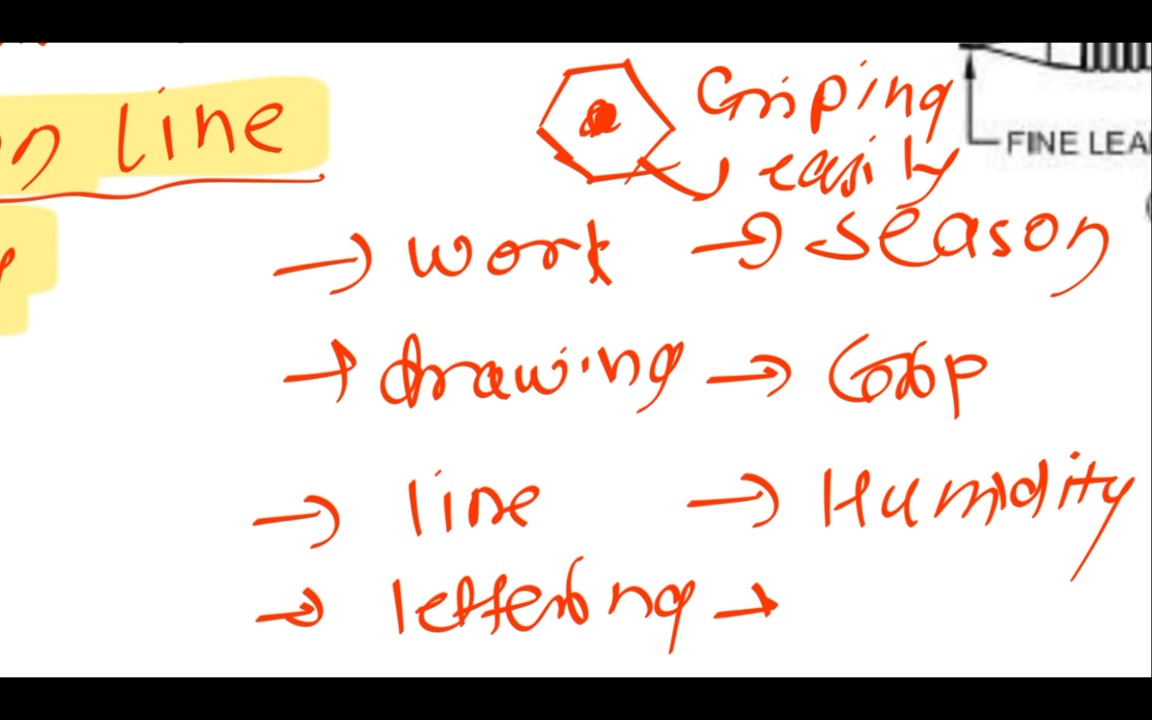 line
Griping
easily
FINE LEA
→ work → season
→ drawing →
→ line → Humidity
→ lettering →